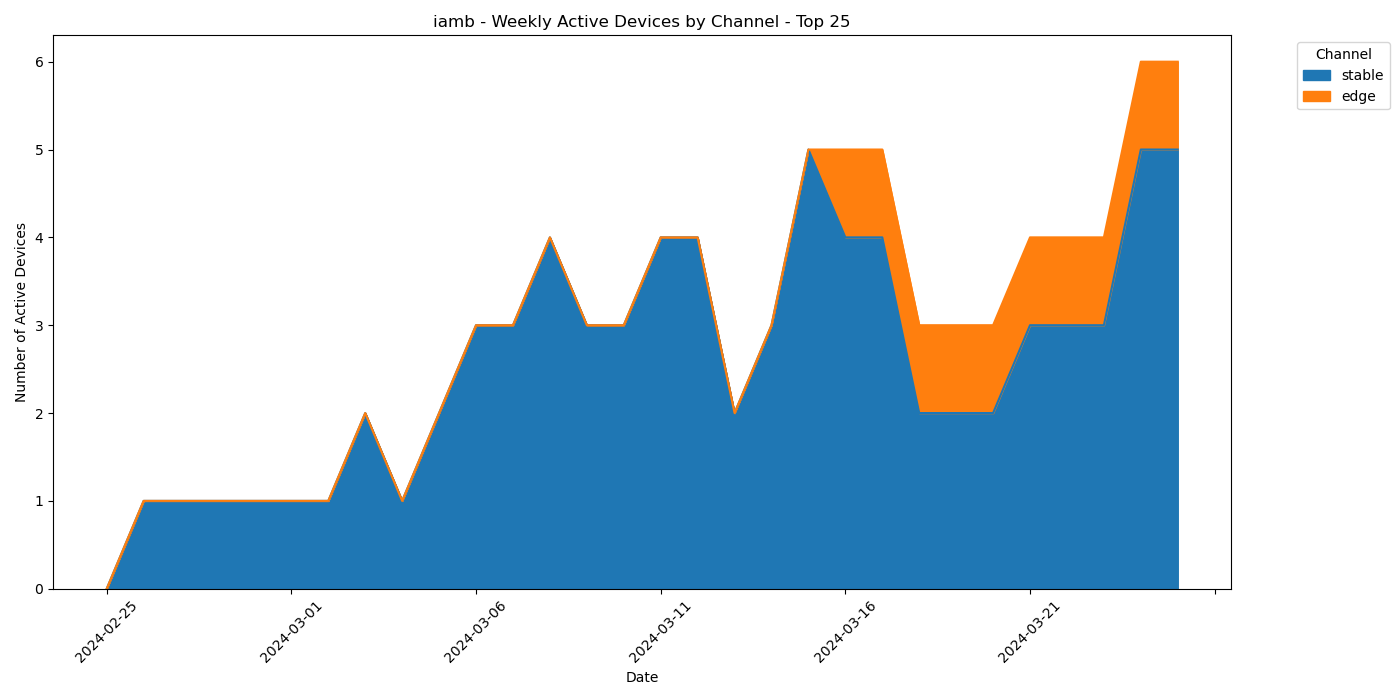 iamb - Weekly Active Devices by Channel - Top 25
Channel
stable
edge
Number of Active Devices
6
5
4
3
2
1
0
2024-02-25
2024-03-01
2024-03-06
2024-03-11
2024-03-16
2024-03-21
Date